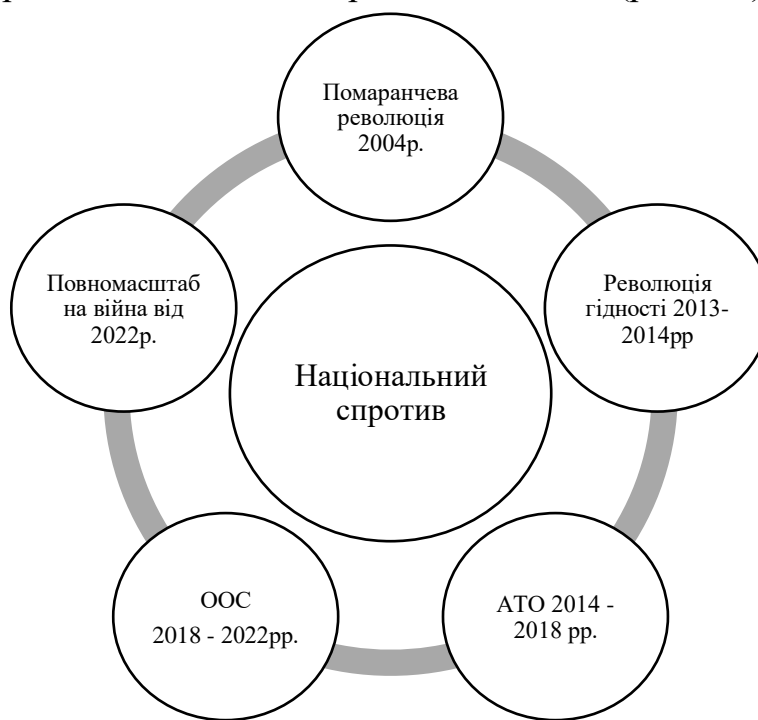 Помаранчева
революція
2004р.
Революція
гідності 2013-
2014рр
АТО 2014 -
2018 рр.
ООС
2018 - 2022рр.
Повномасштаб
на війна від
2022р.
Національний
спротив